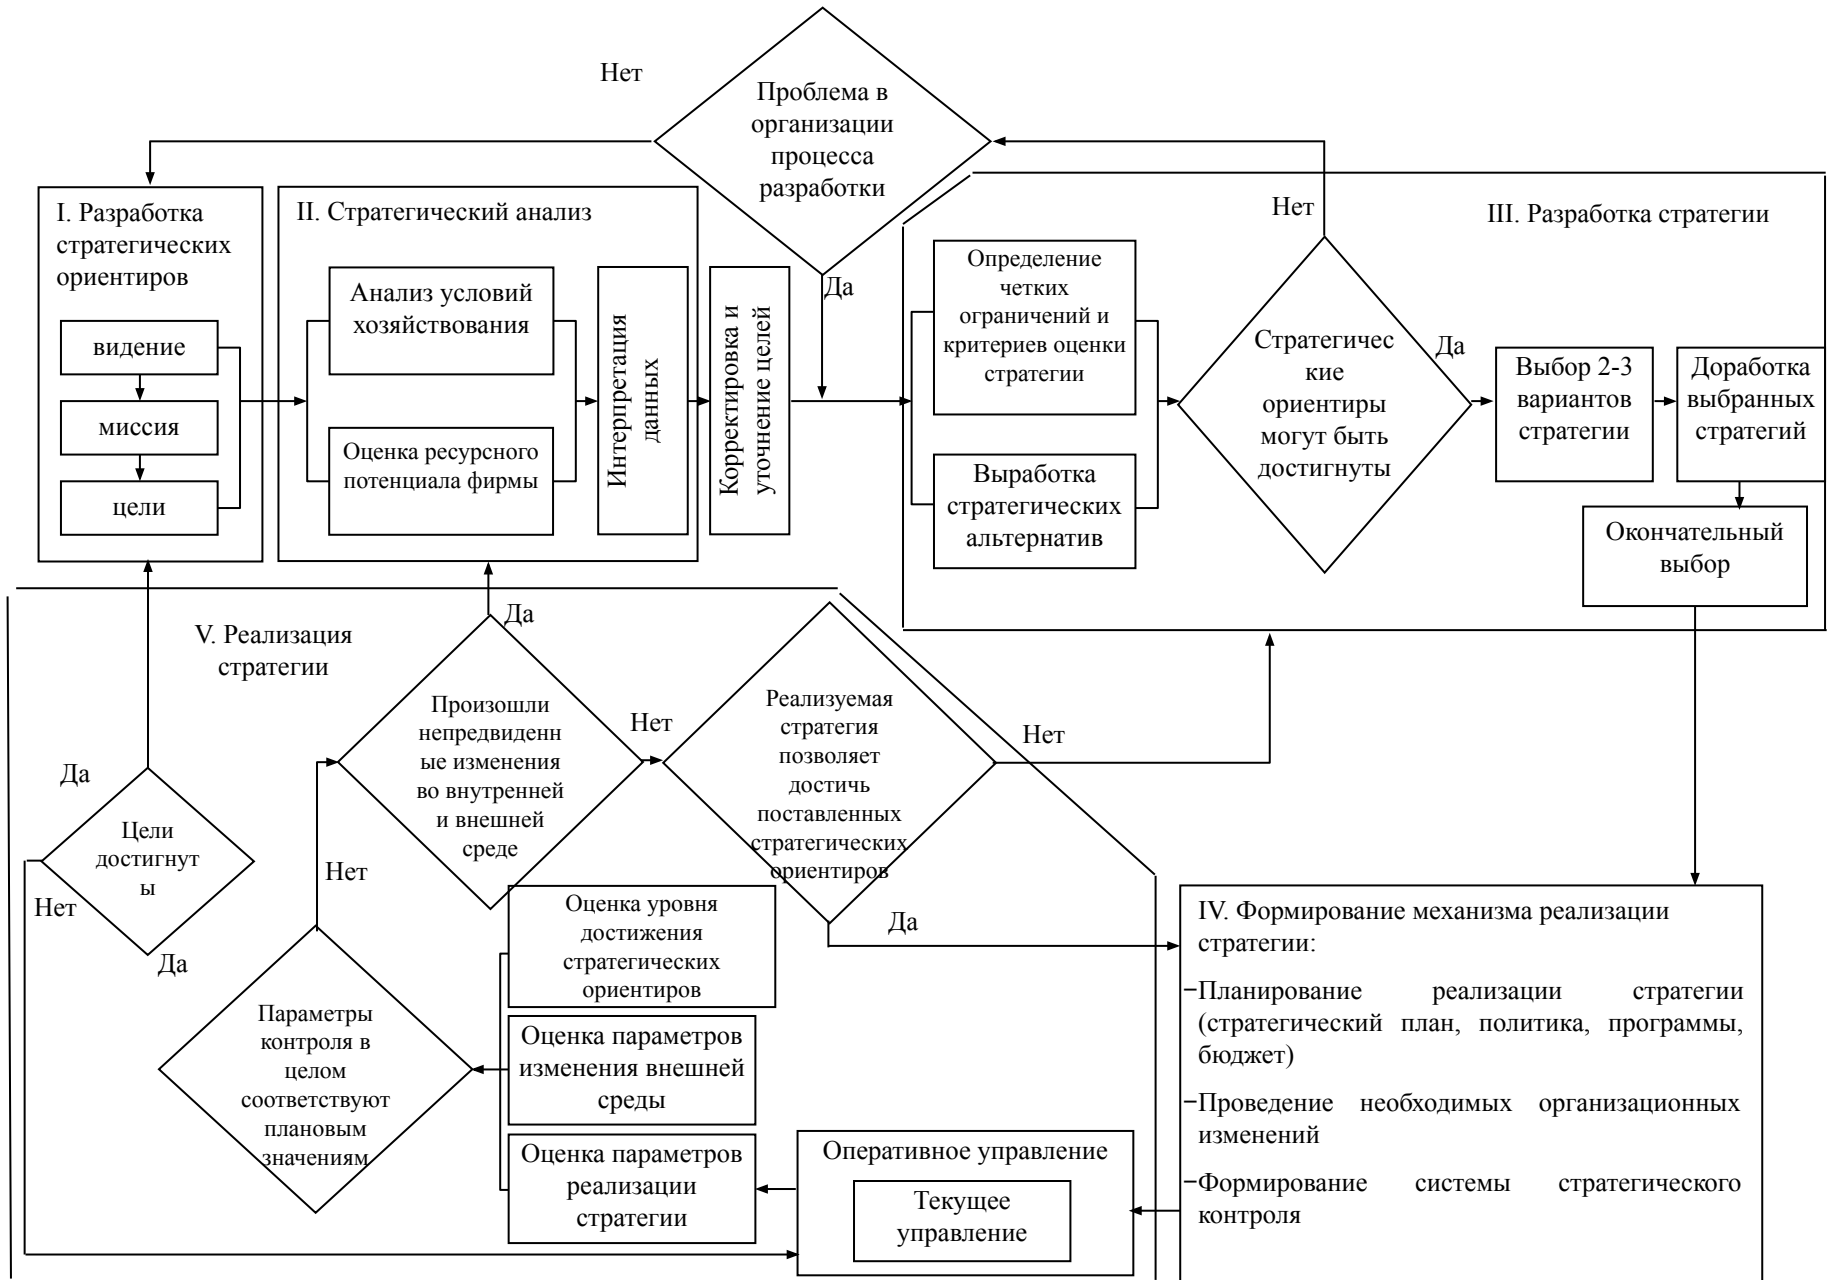 Нет
Проблема в
организации
процесса
разработки
Да
I. Разработка
стратегических
ориентиров
видение
миссия
цели
II. Стратегический анализ
Анализ условий
хозяйствования
Оценка ресурсного
потенциала фирмы
Интерпретация
данных
Корректировка и
уточнение целей
Нет
III. Разработка стратегии
Определение
четких
ограничений и
критериев оценки
стратегии
Выработка
стратегических
альтернатив
Стратегичес
кие
ориентиры
могут быть
достигнуты
Да
Выбор 2-3
вариантов
стратегии
Доработка
выбранных
стратегий
Окончательный
выбор
V. Реализация
стратегии
Да
Произошли
непредвиденн
ые изменения
во внутренней
и внешней
среде
Нет
Реализуемая
стратегия
позволяет
достичь
поставленных
стратегических
ориентиров
Нет
Да
Да
Цели
достигнут
ы
Нет
Да
Нет
Параметры
контроля в
целом
соответствуют
плановым
значениям
Оценка уровня
достижения
стратегических
ориентиров
Оценка параметров
изменения внешней
среды
Оценка параметров
реализации
стратегии
Оперативное управление
Текущее
управление
IV. Формирование механизма реализации
стратегии:
−Планирование реализации стратегии
(стратегический план, политика, программы,
бюджет)
−Проведение необходимых организационных
изменений
−Формирование системы стратегического
контроля